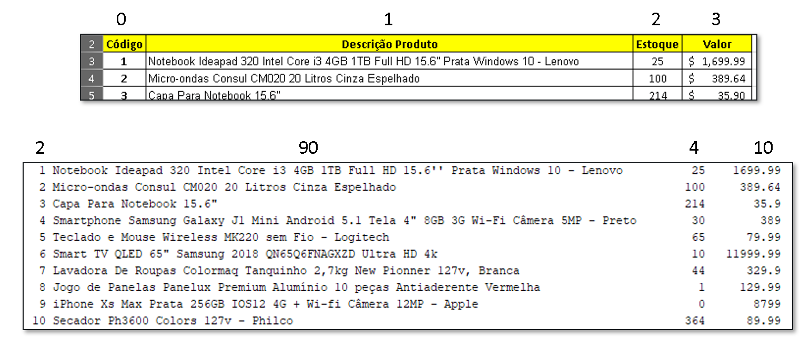 0 1 2 3
2 Código Descrição Produto Estoque Valor
3 1 Notebook Ideapad 320 Intel Core i3 4GB 1TB Full HD 15.6" Prata Windows 10 - Lenovo 25 $ 1,699.99
4 2 Micro-ondas Consul CM020 20 Litros Cinza Espelhado 100 $ 389.64
5 3 Capa Para Notebook 15.6" 214 $ 35.90
2 90 4 10
1 Notebook Ideapad 320 Intel Core i3 4GB 1TB Full HD 15.6'' Prata Windows 10 - Lenovo 25 1699.99
2 Micro-ondas Consul CM020 20 Litros Cinza Espelhado 100 389.64
3 Capa Para Notebook 15.6" 214 35.9
4 Smartphone Samsung Galaxy J1 Mini Android 5.1 Tela 4" 8GB 3G Wi-Fi Câmera 5MP - Preto 30 389
5 Teclado e Mouse Wireless MK220 sem Fio - Logitech 65 79.99
6 Smart TV QLED 65" Samsung 2018 QN65Q6FNAGXZD Ultra HD 4k 10 11999.99
7 Lavadora De Roupas Colormaq Tanquinho 2,7kg New Pionner 127v, Branca 44 329.9
8 Jogo de Panelas Panelux Premium Alumínio 10 peças Antiaderente Vermelha 1 129.99
9 iPhone Xs Max Prata 256GB IOS12 4G + Wi-fi Câmera 12MP - Apple 0 8799
10 Secador Ph3600 Colors 127v - Philco 364 89.99